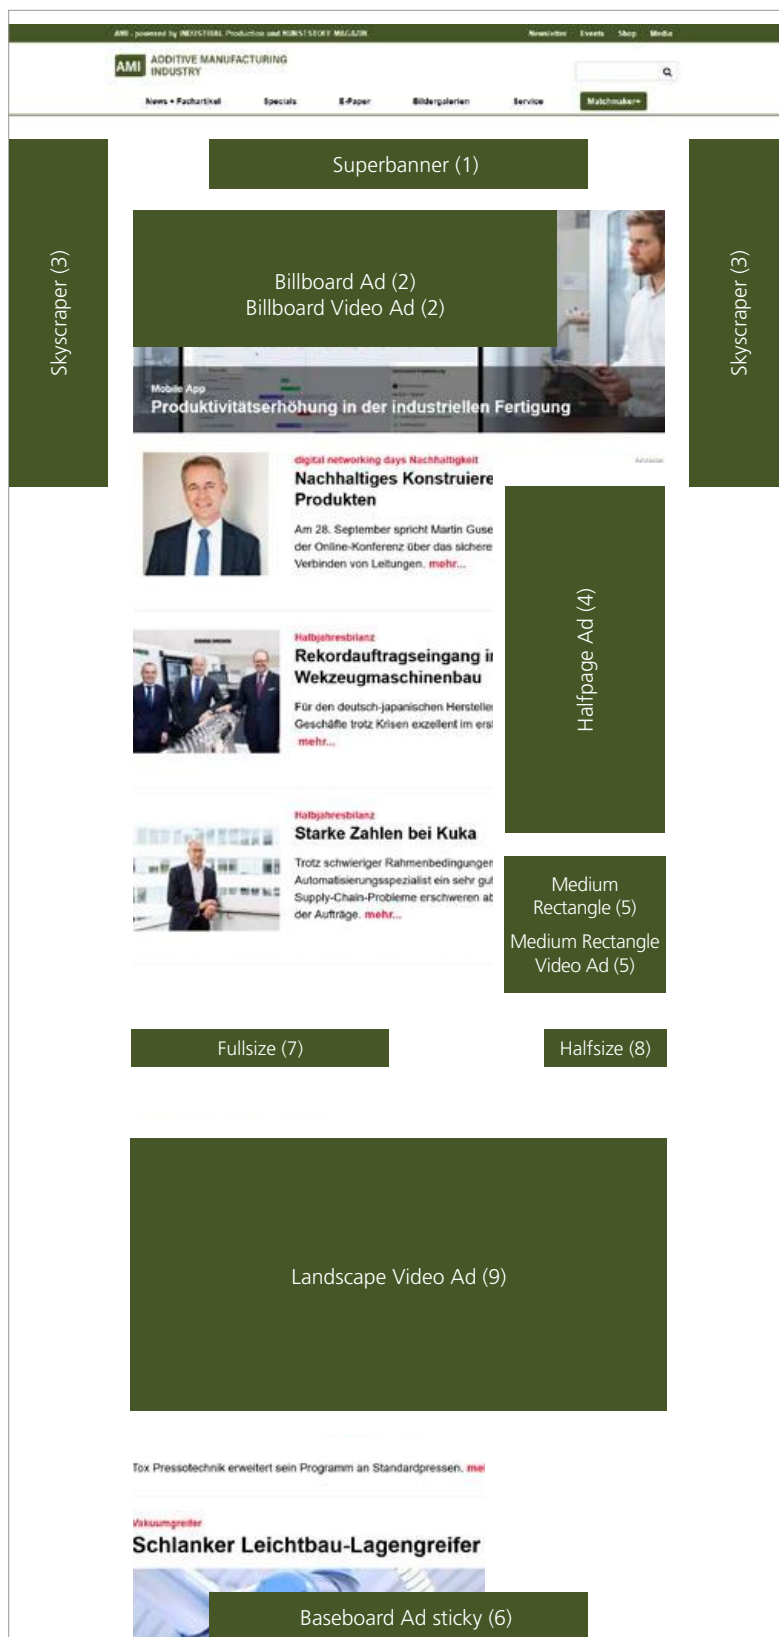 AMI - powered by INDUSTRIAL Production und KUNSTSTOFF MAGAZIN
Newsletter Events Shop Media
AMI ADDITIVE MANUFACTURING
INDUSTRY
News + Fachartikel Specials E-Paper Bildergalerien Service Matchmaker+
Superbanner (1)
Skyscraper (3)
Skyscraper (3)
Billboard Ad (2)
Billboard Video Ad (2)
Mobile App
Produktivitätserhöhung in der industriellen Fertigung
digital networking days Nachhaltigkeit
Anzeige
Nachhaltiges Konstruiere
Produkten
Am 28. September spricht Martin Guse
der Online-Konferenz über das sichere
Verbinden von Leitungen. mehr...
Halfpage Ad (4)
Halbjahresbilanz
Rekordauftragseingang i
Wekzeugmaschinenbau
Für den deutsch-japanischen Herstelle
Geschäfte trotz Krisen exzellent im ers
mehr...
Halbjahresbilanz
Starke Zahlen bei Kuka
Trotz schwieriger Rahmenbedingunger
Automatisierungsspezialist ein sehr gut
Supply-Chain-Probleme erschweren ab
der Aufträge. mehr...
Medium
Rectangle (5)
Medium Rectangle
Video Ad (5)
Fullsize (7)
Halfsize (8)
Landscape Video Ad (9)
Tox Pressotechnik erweitert sein Programm an Standardpressen. me
Vakuumgreifer
Schlanker Leichtbau-Lagengreifer
Baseboard Ad sticky (6)